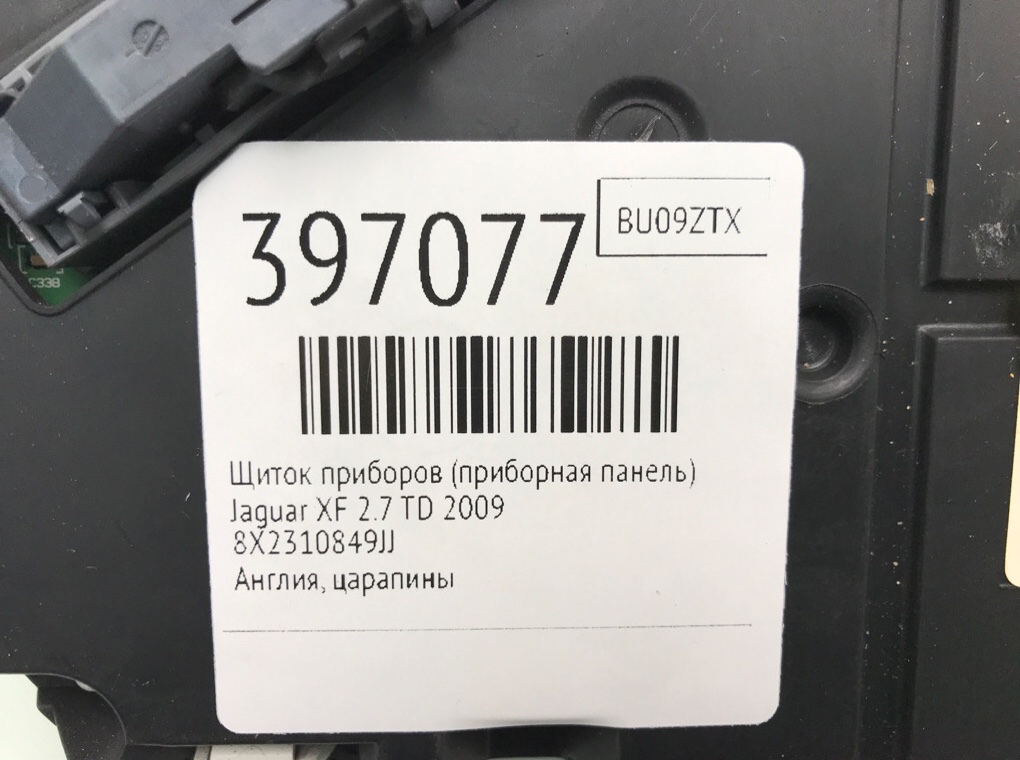 397077
BU09ZTX
Щиток приборов (приборная панель)
Jaguar XF 2.7 TD 2009
8X2310849JJ
Англия, царапины
C338